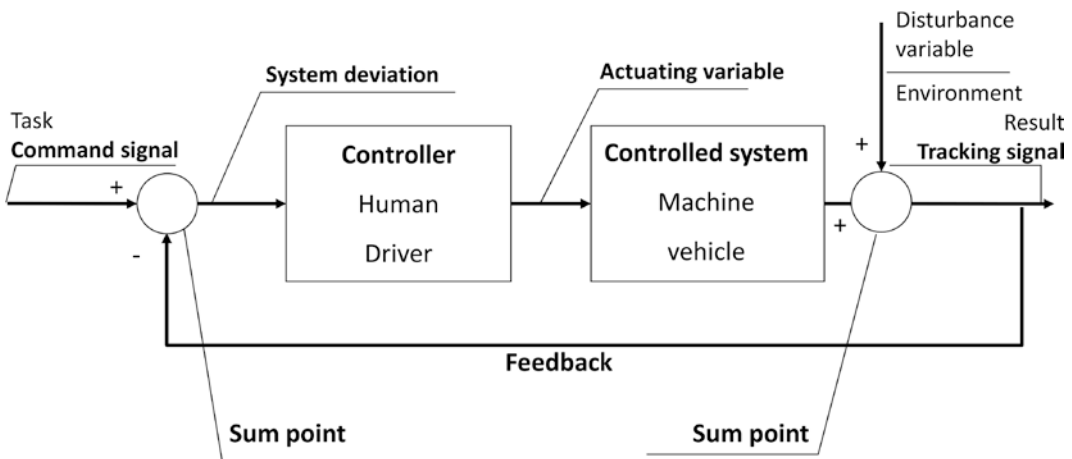 Disturbance
variable
System deviation
Actuating variable
Environment
Task
Result
Command signal
Controller
Controlled system
Tracking signal
+
+
Human
Machine
+
-
Driver
vehicle
Feedback
Sum point
Sum point